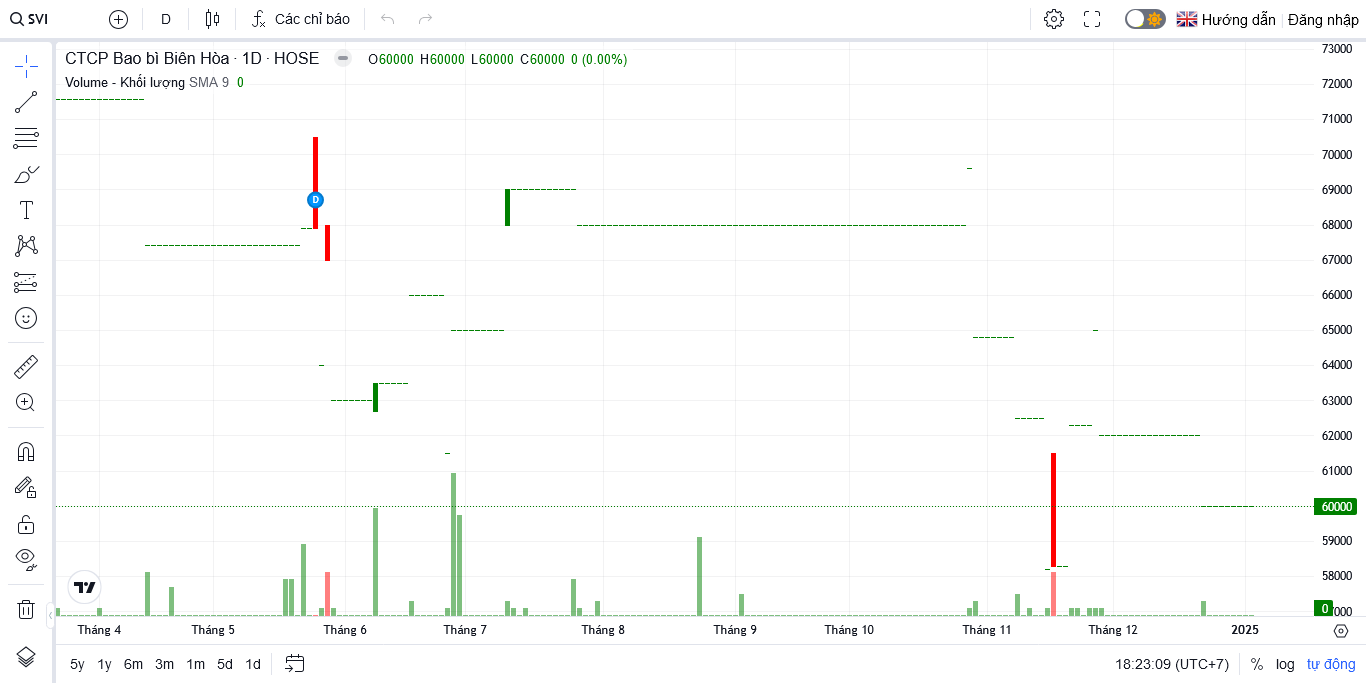 SVI D Các chỉ báo Hướng dẫn Đăng nhập
CTCP Bao bì Biên Hòa · 1D · HOSE O60000 H60000 L60000 C60000 0 (0.00%)
Volume - Khối lượng SMA 9 0
73000
72000
71000
70000
69000
D
68000
67000
66000
65000
64000
63000
62000
61000
60000
59000
58000
0
Tháng 4 Tháng 5 Tháng 6 Tháng 7 Tháng 8 Tháng 9 Tháng 10 Tháng 11 Tháng 12 2025
5y 1y 6m 3m 1m 5d 1d 18:23:09 (UTC+7) % log tự động